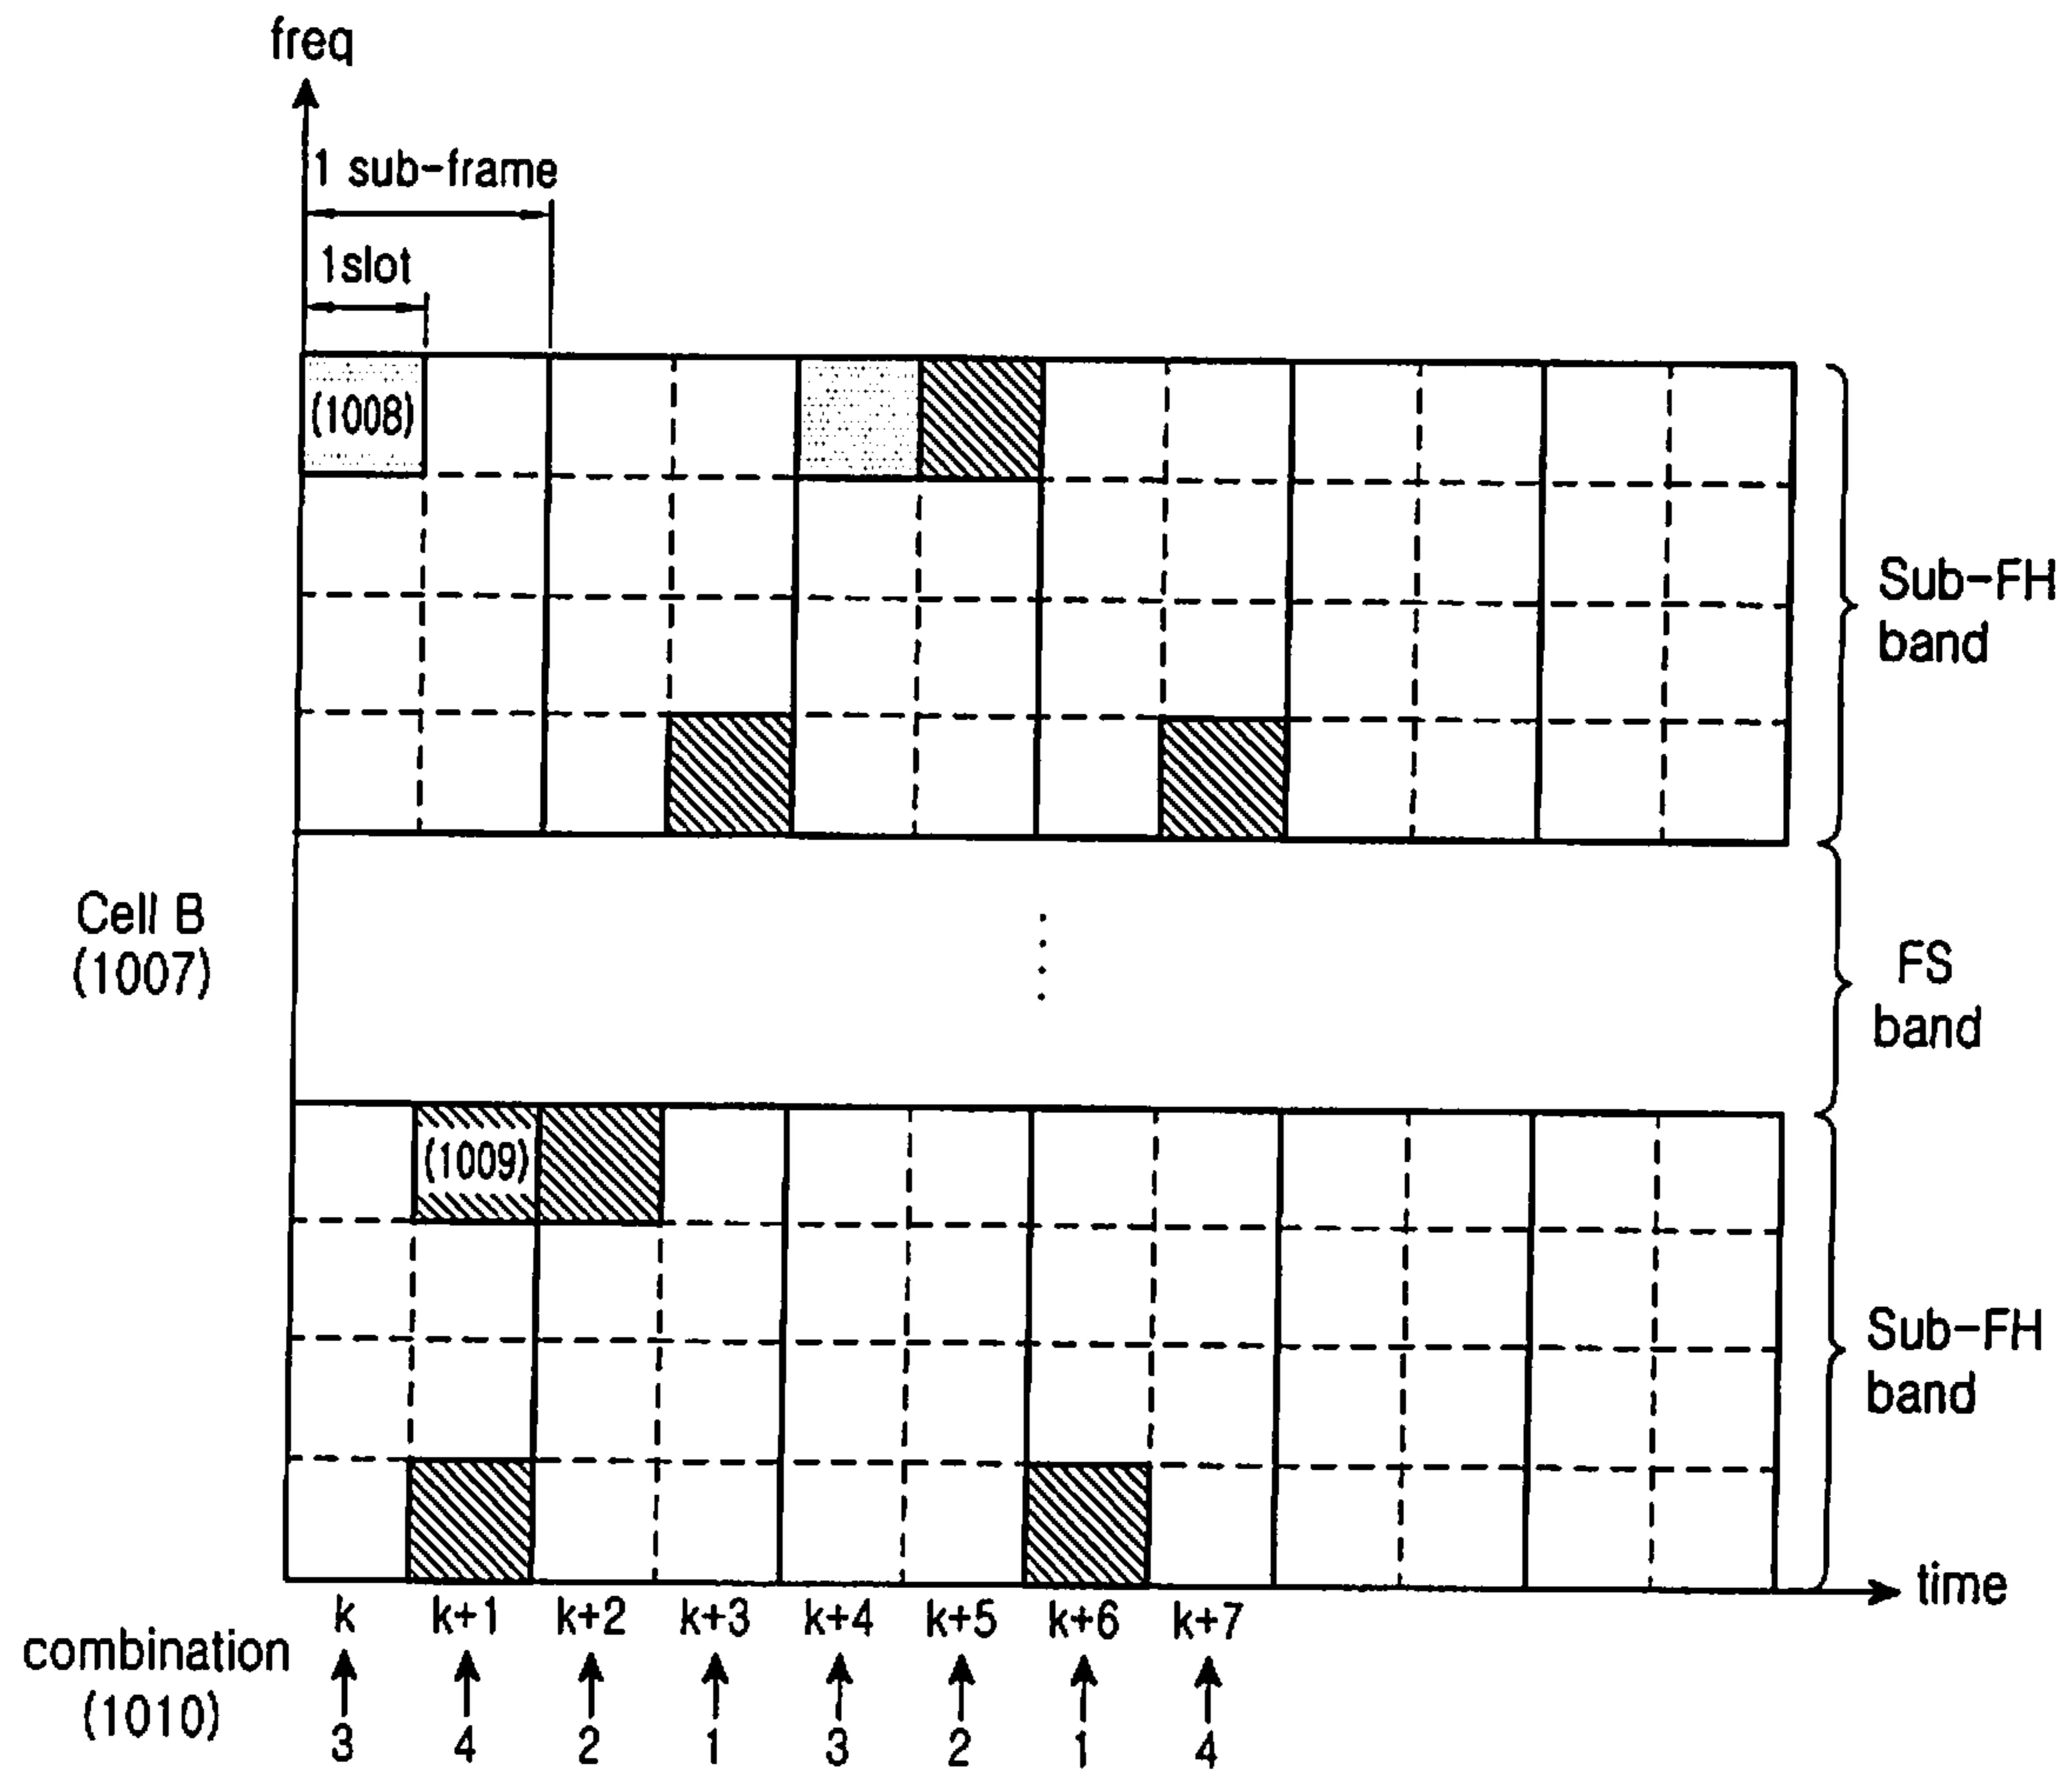 freq
1 sub-frame
1slot
(1008)
Sub-FH
band
Cell B
(1007)
FS
band
(1009)
Sub-FH
band
time
k k+1 k+2 k+3 k+4 k+5 k+6 k+7
combination
(1010)
3 4 2 1 3 2 1 4